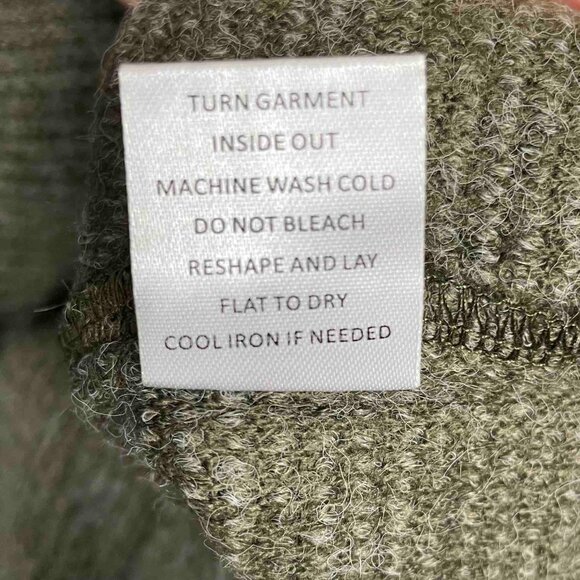 TURN GARMENT
INSIDE OUT
MACHINE WASH COLD
DO NOT BLEACH
RESHAPE AND LAY
FLAT TO DRY
COOL IRON IF NEEDED